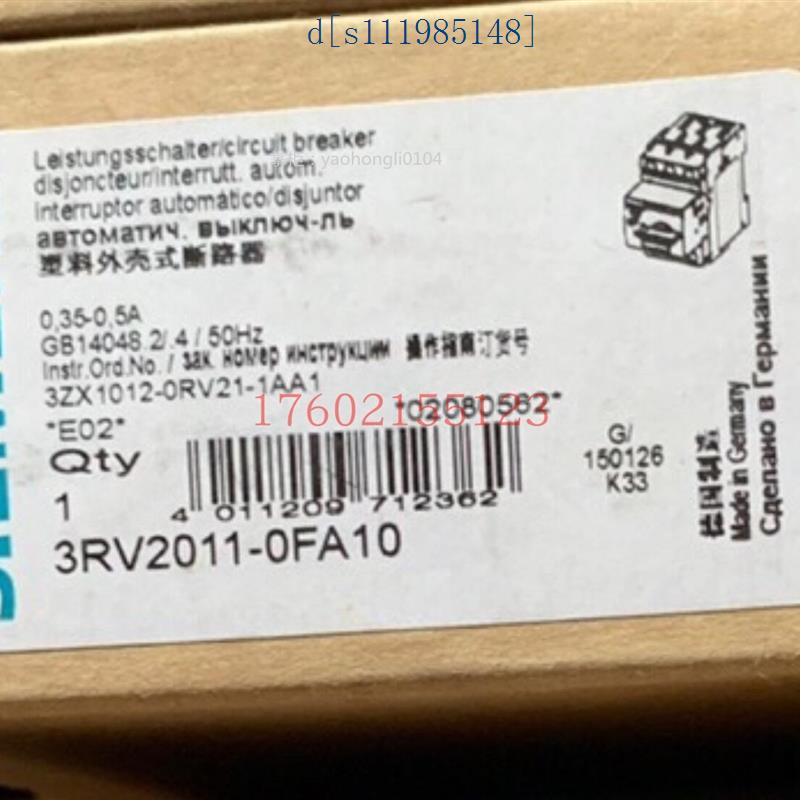 d[s111985148]
Leistungsschalter/circuit breaker
yaohongli0104
disjoncteur/interrutt. autom.
interruptor automático/disjuntor
автоматич. выключ-ль
塑料外壳式断路器
0,35-0,5A
GB14048.2/.4 / 50Hz
Instr.Ord.No. / зак. номер инструкции 操作指南订货号
3ZX1012-0RV21-1AA1
17602155123
*02080562*
*E02*
Qty
1
4 011209 712362
G/
150126
K33
3RV2011-0FA10
德国制造
Made in Germany
Сделано в Германии